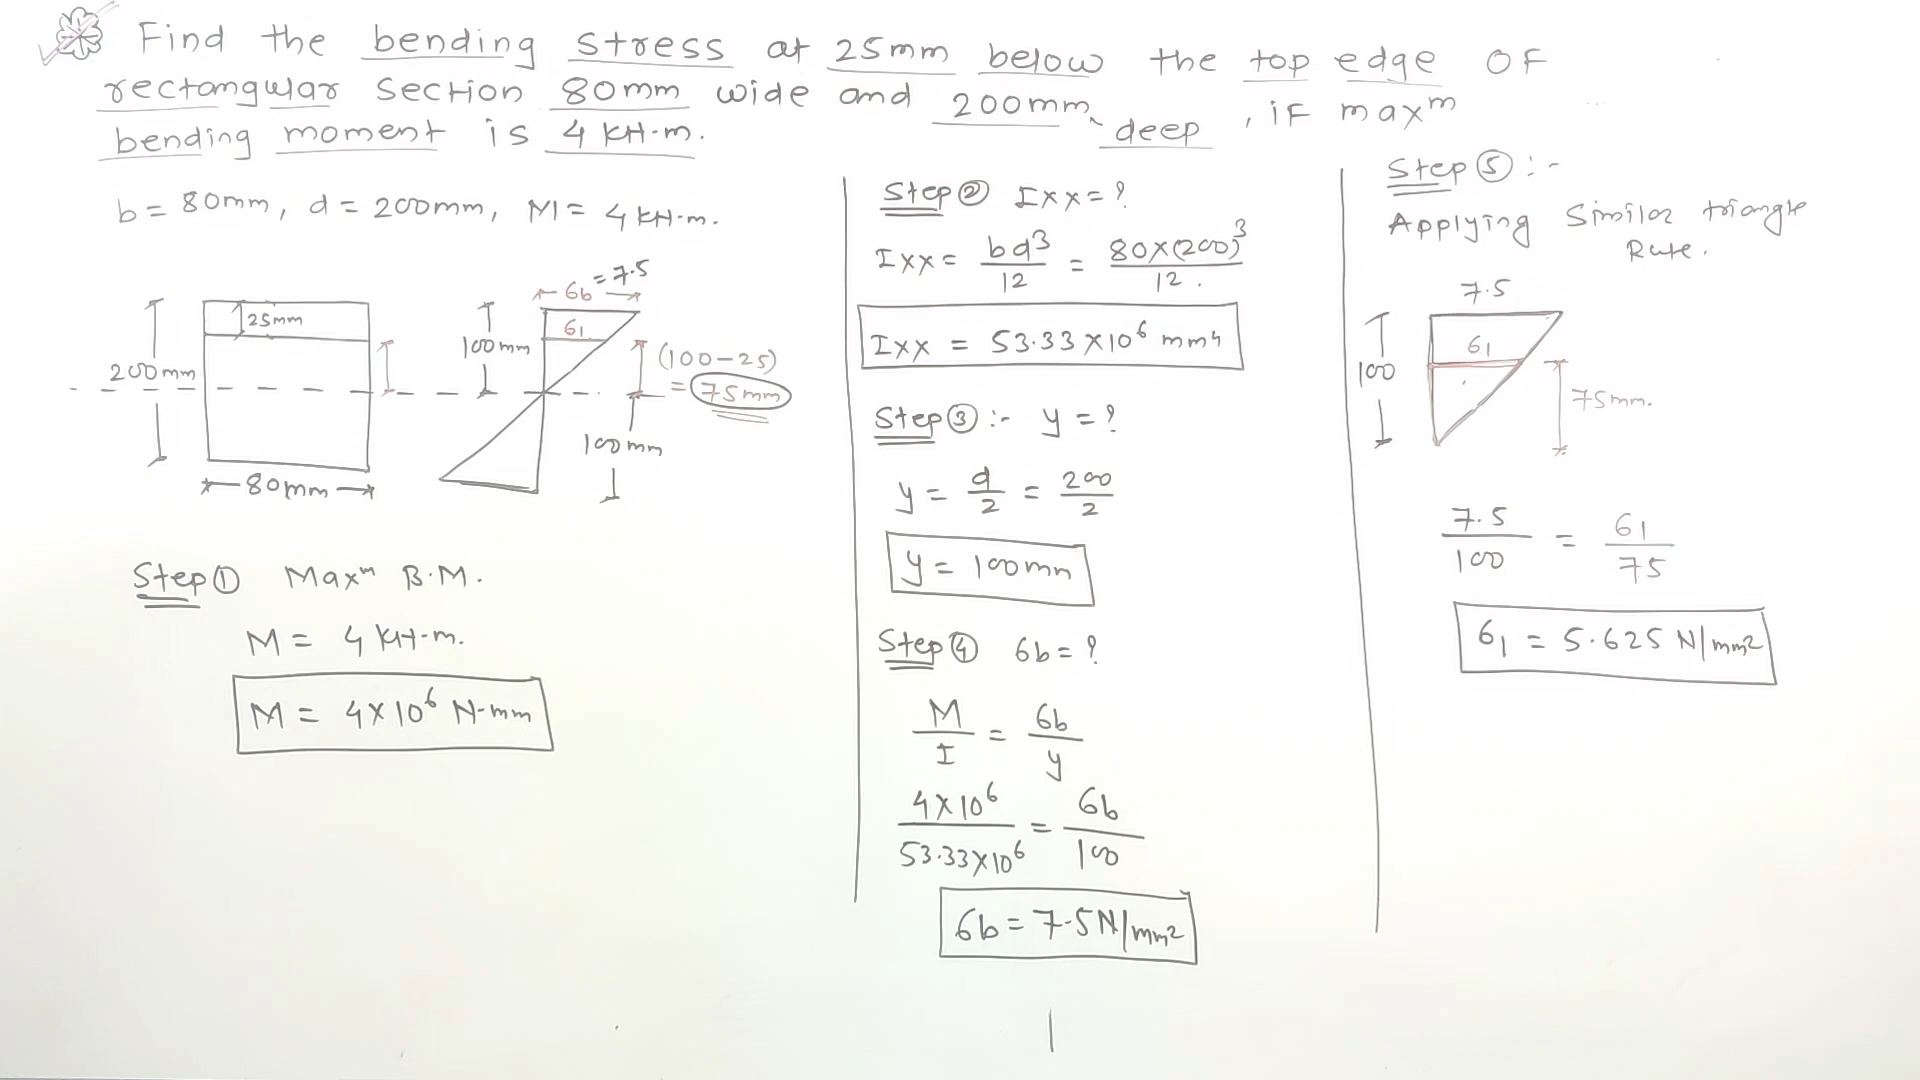 Find the bending stress at 25mm below the top edge OF
rectangular section 80mm wide and 200mm deep, iF maxᵐ
bending moment is 4 KN·m.
b = 80mm, d = 200mm, M = 4 KN·m.
25mm
200mm
80mm
6b = 7.5
61
100mm
(100-25)
= 75mm
100mm
Step ① Maxᵐ B.M.
M = 4 KN-m.
M = 4×10⁶ N-mm
Step ② Ixx = ?
Ixx = bd³/12 = 80×(200)³/12.
Ixx = 53.33×10⁶ mm4
Step ③ :- y = ?
y = d/2 = 200/2
y = 100mm
Step ④ 6b = ?
M/I = 6b/y
4×10⁶/53.33×10⁶ = 6b/100
6b = 7.5 N/mm2
Step ⑤ :-
Applying Similar triangle
Rule.
7.5
61
100
75mm.
7.5/100 = 61/75
61 = 5.625 N/mm2